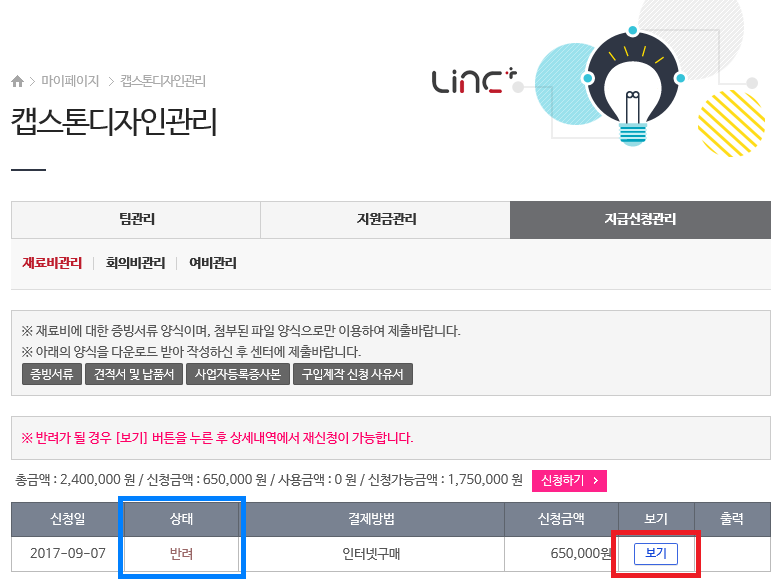 Linc+
마이페이지 > 캡스톤디자인관리
캡스톤디자인관리
팀관리 지원금관리 지급신청관리
재료비관리 | 회의비관리 | 여비관리
※ 재료비에 대한 증빙서류 양식이며, 첨부된 파일 양식으로만 이용하여 제출바랍니다.
※ 아래의 양식을 다운로드 받아 작성하신 후 센터에 제출바랍니다.
증빙서류 견적서 및 납품서 사업자등록증사본 구입제작 신청 사유서
※ 반려가 될 경우 [보기] 버튼을 누른 후 상세내역에서 재신청이 가능합니다.
총금액 : 2,400,000 원 / 신청금액 : 650,000 원 / 사용금액 : 0 원 / 신청가능금액 : 1,750,000 원 신청하기 >
신청일 상태 결제방법 신청금액 보기 출력
2017-09-07 반려 인터넷구매 650,000원 보기